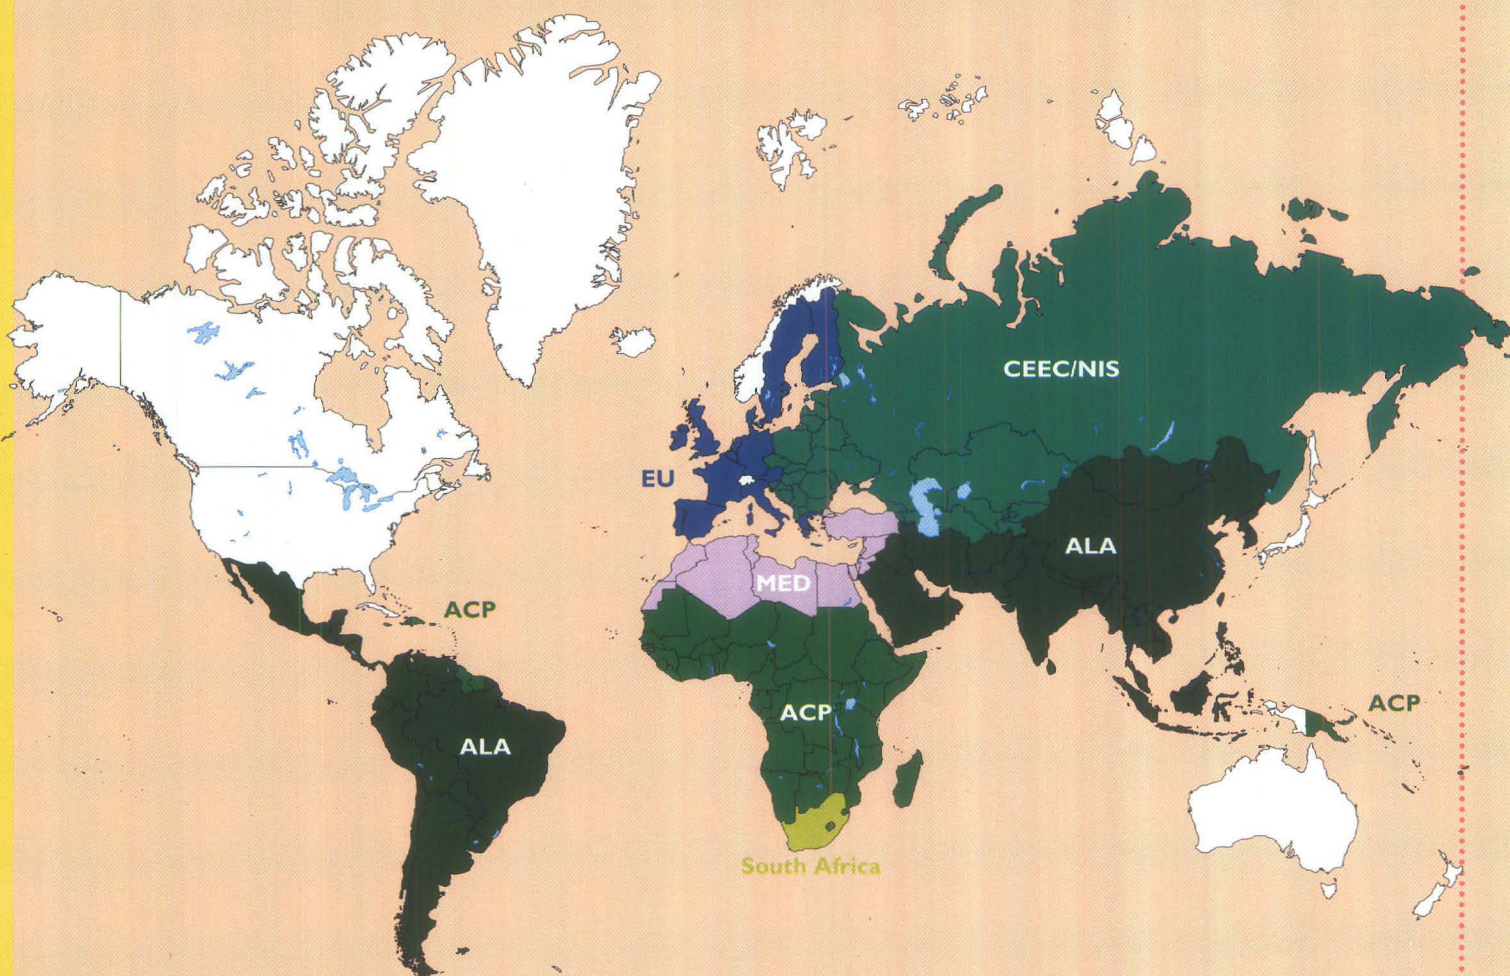 CEEC/NIS
EU
ALA
MED
ACP
ACP
ACP
ALA
South Africa